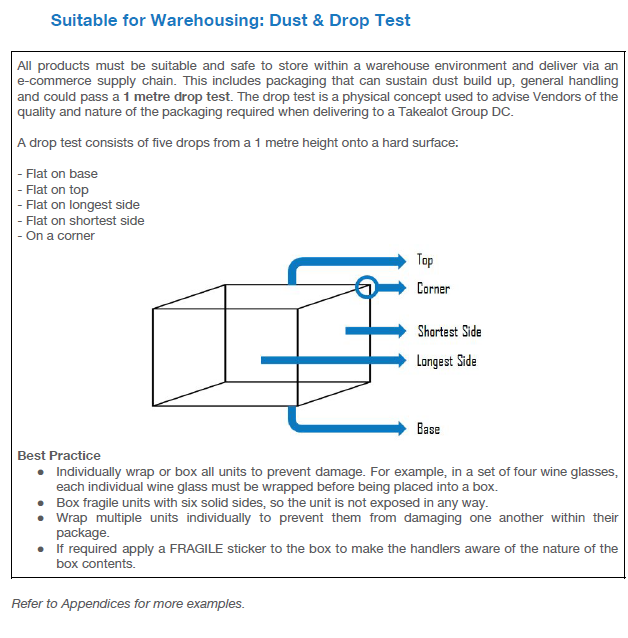 Suitable for Warehousing: Dust & Drop Test
All products must be suitable and safe to store within a warehouse environment and deliver via an
e-commerce supply chain. This includes packaging that can sustain dust build up, general handling
and could pass a 1 metre drop test. The drop test is a physical concept used to advise Vendors of the
quality and nature of the packaging required when delivering to a Takealot Group DC.
A drop test consists of five drops from a 1 metre height onto a hard surface:
- Flat on base
- Flat on top
- Flat on longest side
- Flat on shortest side
- On a corner
Top
Corner
Shortest Side
Longest Side
Base
Best Practice
● Individually wrap or box all units to prevent damage. For example, in a set of four wine glasses,
each individual wine glass must be wrapped before being placed into a box.
● Box fragile units with six solid sides, so the unit is not exposed in any way.
● Wrap multiple units individually to prevent them from damaging one another within their
package.
● If required apply a FRAGILE sticker to the box to make the handlers aware of the nature of the
box contents.
Refer to Appendices for more examples.